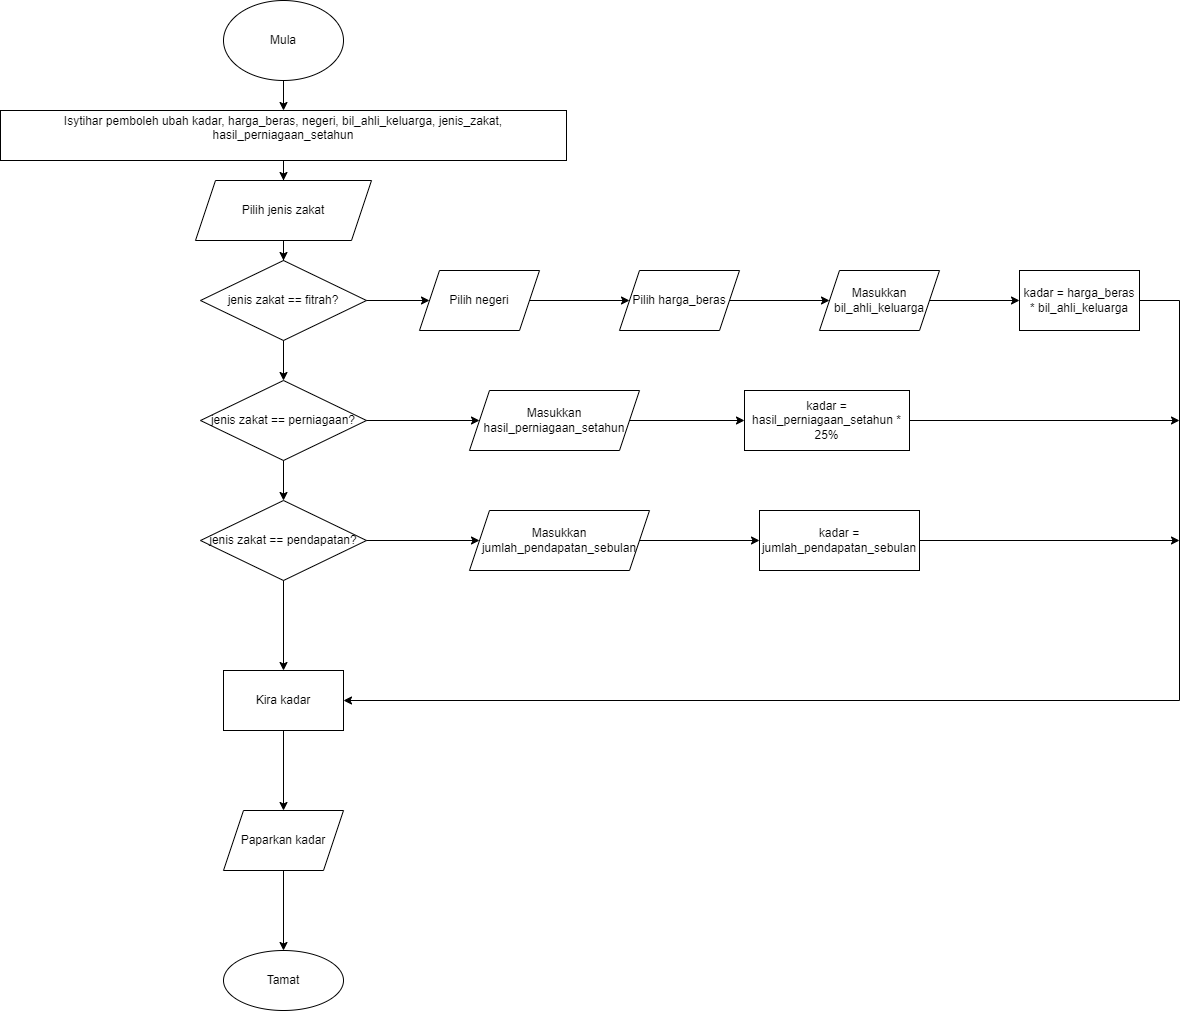 Mula
Isytihar pemboleh ubah kadar, harga_beras, negeri, bil_ahli_keluarga, jenis_zakat,
hasil_perniagaan_setahun
Pilih jenis zakat
jenis zakat == fitrah?
Pilih negeri
Pilih harga_beras
Masukkan
bil_ahli_keluarga
kadar = harga_beras
* bil_ahli_keluarga
jenis zakat == perniagaan?
Masukkan
hasil_perniagaan_setahun
kadar =
hasil_perniagaan_setahun *
25%
jenis zakat == pendapatan?
Masukkan
jumlah_pendapatan_sebulan
kadar =
jumlah_pendapatan_sebulan
Kira kadar
Paparkan kadar
Tamat